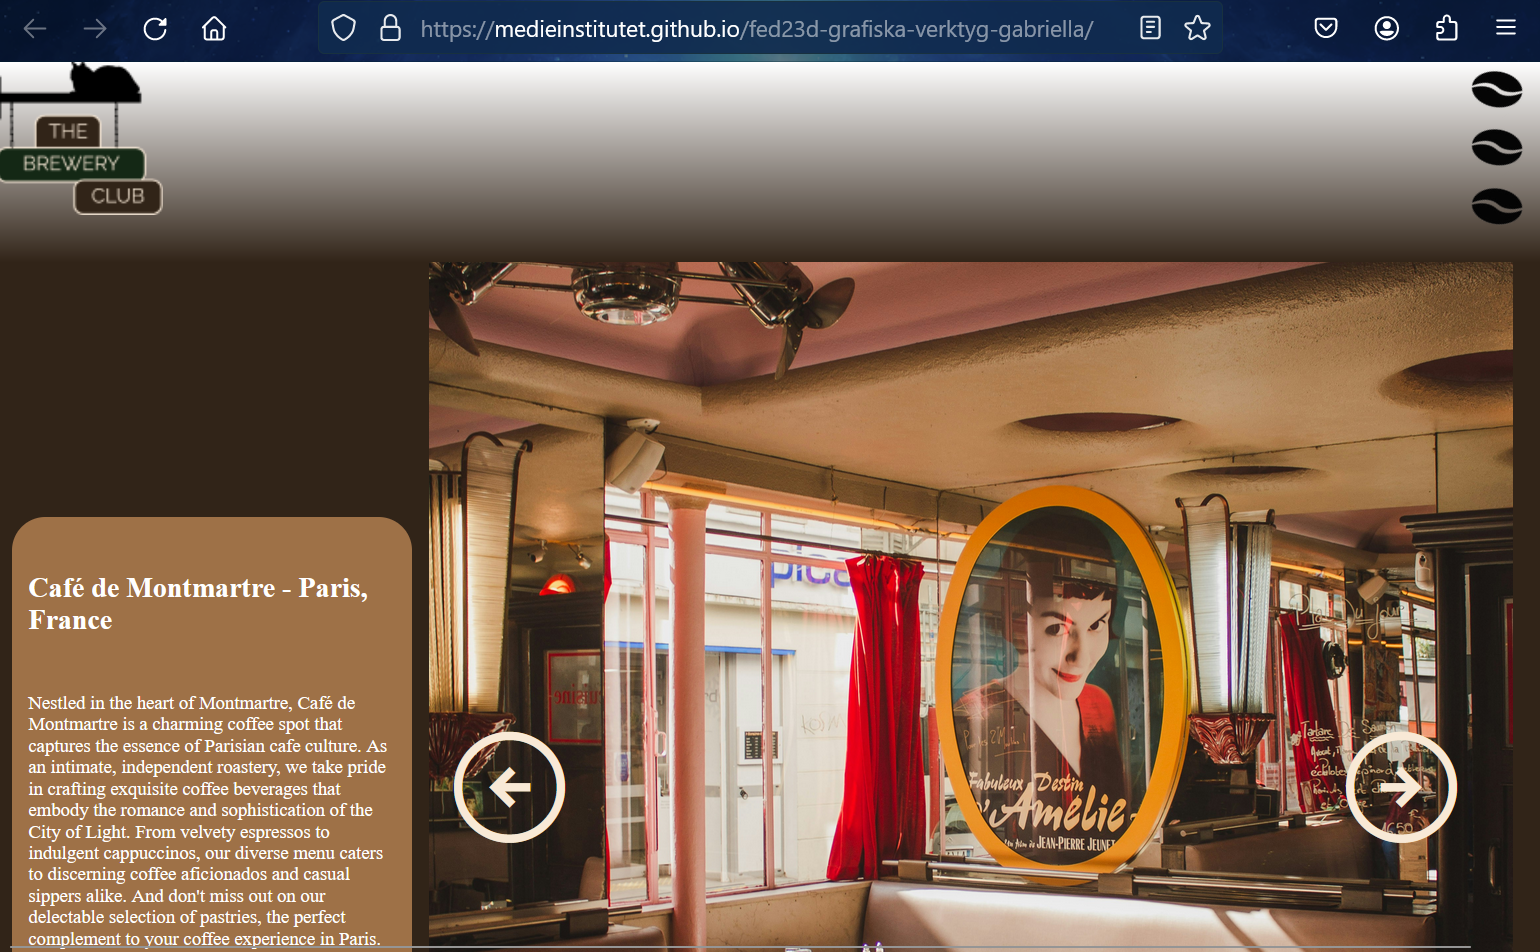 https://medieinstitutet.github.io/fed23d-grafiska-verktyg-gabriella/
THE
BREWERY
CLUB
Café de Montmartre - Paris,
France
Nestled in the heart of Montmartre, Café de
Montmartre is a charming coffee spot that
captures the essence of Parisian cafe culture. As
an intimate, independent roastery, we take pride
in crafting exquisite coffee beverages that
embody the romance and sophistication of the
City of Light. From velvety espressos to
indulgent cappuccinos, our diverse menu caters
to discerning coffee aficionados and casual
sippers alike. And don't miss out on our
delectable selection of pastries, the perfect
complement to your coffee experience in Paris.
Plat Du Jour
Tartare De
Fabuleux Destin
D'Amélie
Un film de JEAN-PIERRE JEUNET